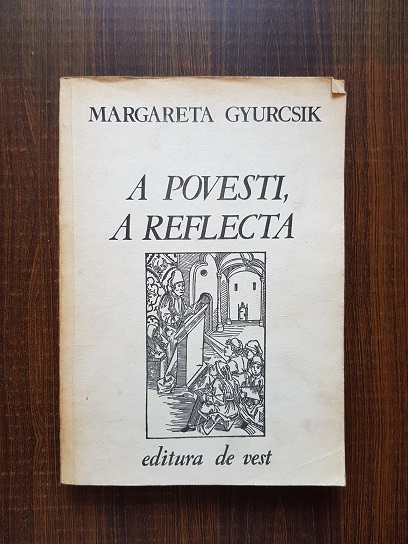 MARGARETA GYURCSIK
A POVESTI,
A REFLECTA
editura de vest